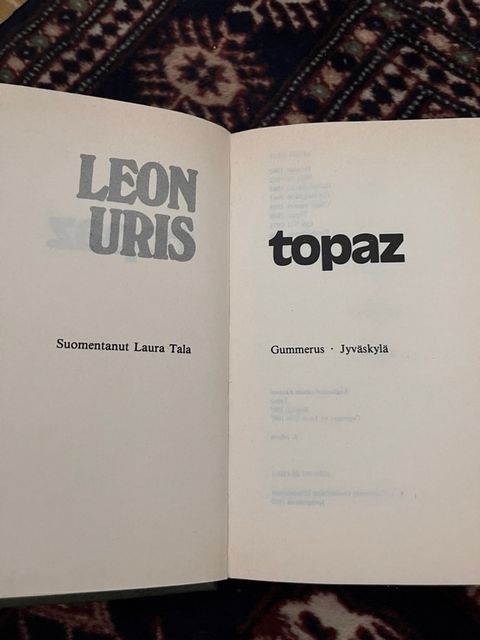 LEON
URIS
Suomentanut Laura Tala
topaz
Gummerus · Jyväskylä